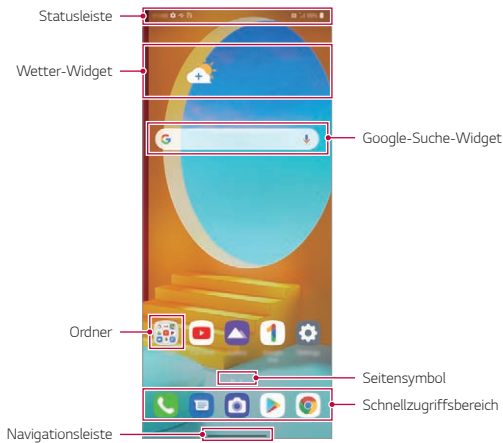 Statusleiste
Wetter-Widget
Google-Suche-Widget
Ordner
Seitensymbol
Schnellzugriffsbereich
Navigationsleiste